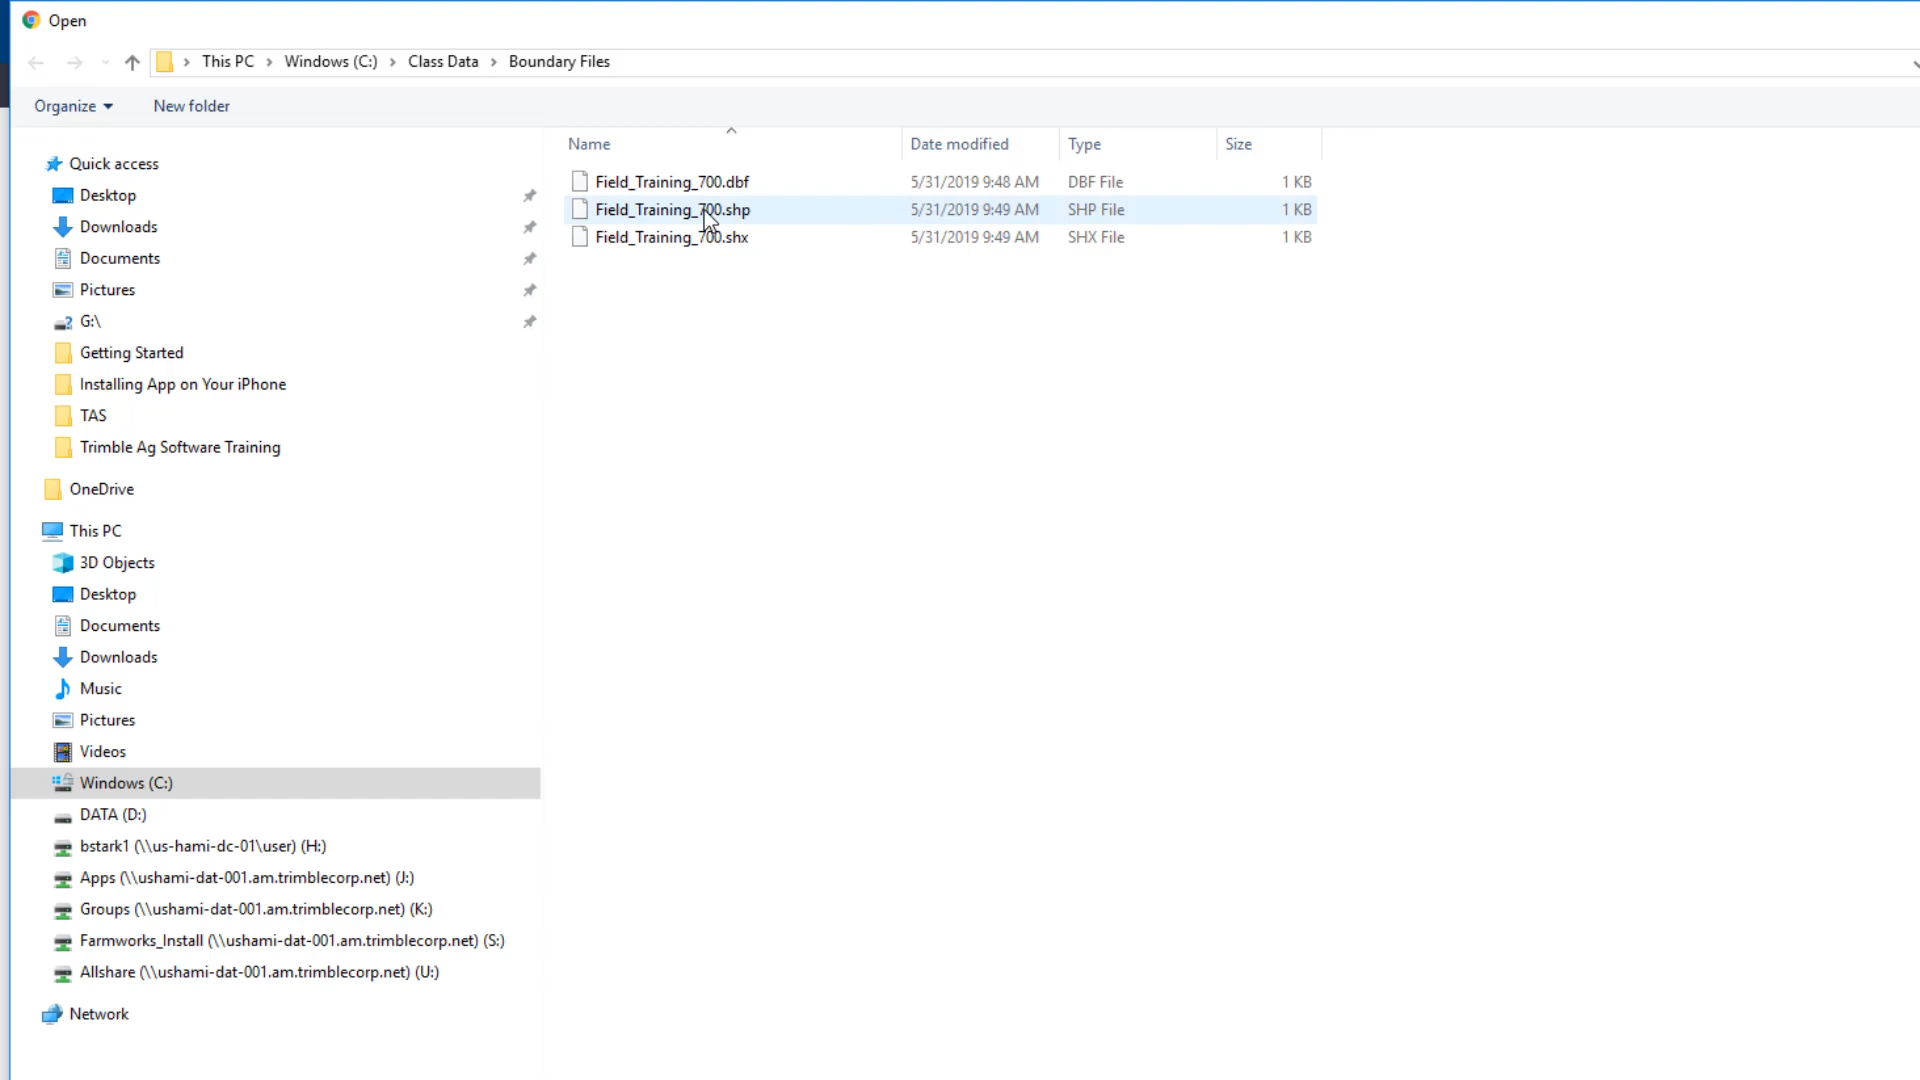 Open
This PC > Windows (C:) > Class Data > Boundary Files
Organize New folder
Name Date modified Type Size
Field_Training_700.dbf 5/31/2019 9:48 AM DBF File 1 KB
Field_Training_700.shp 5/31/2019 9:49 AM SHP File 1 KB
Field_Training_700.shx 5/31/2019 9:49 AM SHX File 1 KB
Quick access
Desktop
Downloads
Documents
Pictures
G:\
Getting Started
Installing App on Your iPhone
TAS
Trimble Ag Software Training
OneDrive
This PC
3D Objects
Desktop
Documents
Downloads
Music
Pictures
Videos
Windows (C:)
DATA (D:)
bstark1 (\\us-hami-dc-01\user) (H:)
Apps (\\ushami-dat-001.am.trimblecorp.net) (J:)
Groups (\\ushami-dat-001.am.trimblecorp.net) (K:)
Farmworks_Install (\\ushami-dat-001.am.trimblecorp.net) (S:)
Allshare (\\ushami-dat-001.am.trimblecorp.net) (U:)
Network